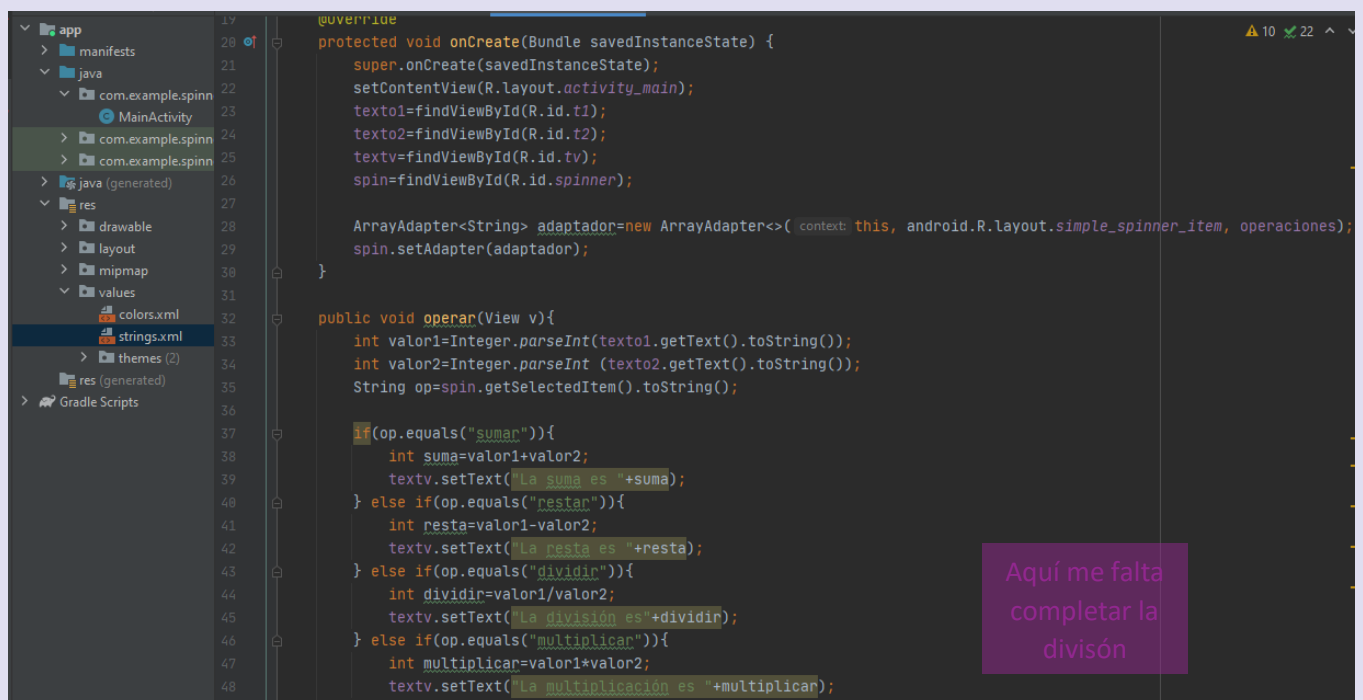 app
manifests
java
com.example.spinn
MainActivity
com.example.spinn
com.example.spinn
java (generated)
res
drawable
layout
mipmap
values
colors.xml
strings.xml
themes (2)
res (generated)
Gradle Scripts
10 22
19 @Override
20 protected void onCreate(Bundle savedInstanceState) {
21 super.onCreate(savedInstanceState);
22 setContentView(R.layout.activity_main);
23 texto1=findViewById(R.id.t1);
24 texto2=findViewById(R.id.t2);
25 textv=findViewById(R.id.tv);
26 spin=findViewById(R.id.spinner);
27
28 ArrayAdapter<String> adaptador=new ArrayAdapter<>( context: this, android.R.layout.simple_spinner_item, operaciones);
29 spin.setAdapter(adaptador);
30 }
31
32 public void operar(View v){
33 int valor1=Integer.parseInt(texto1.getText().toString());
34 int valor2=Integer.parseInt (texto2.getText().toString());
35 String op=spin.getSelectedItem().toString();
36
37 if(op.equals("sumar")){
38 int suma=valor1+valor2;
39 textv.setText("La suma es "+suma);
40 } else if(op.equals("restar")){
41 int resta=valor1-valor2;
42 textv.setText("La resta es "+resta);
43 } else if(op.equals("dividir")){
44 int dividir=valor1/valor2;
45 textv.setText("La división es"+dividir);
46 } else if(op.equals("multiplicar")){
47 int multiplicar=valor1*valor2;
48 textv.setText("La multiplicación es "+multiplicar);
Aquí me falta
completar la
divisón